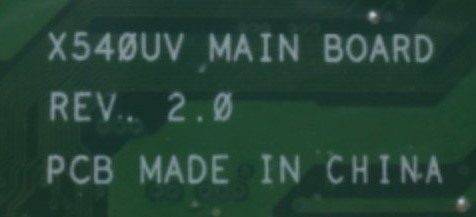 X540UV MAIN BOARD
REV. 2.0
PCB MADE IN CHINA